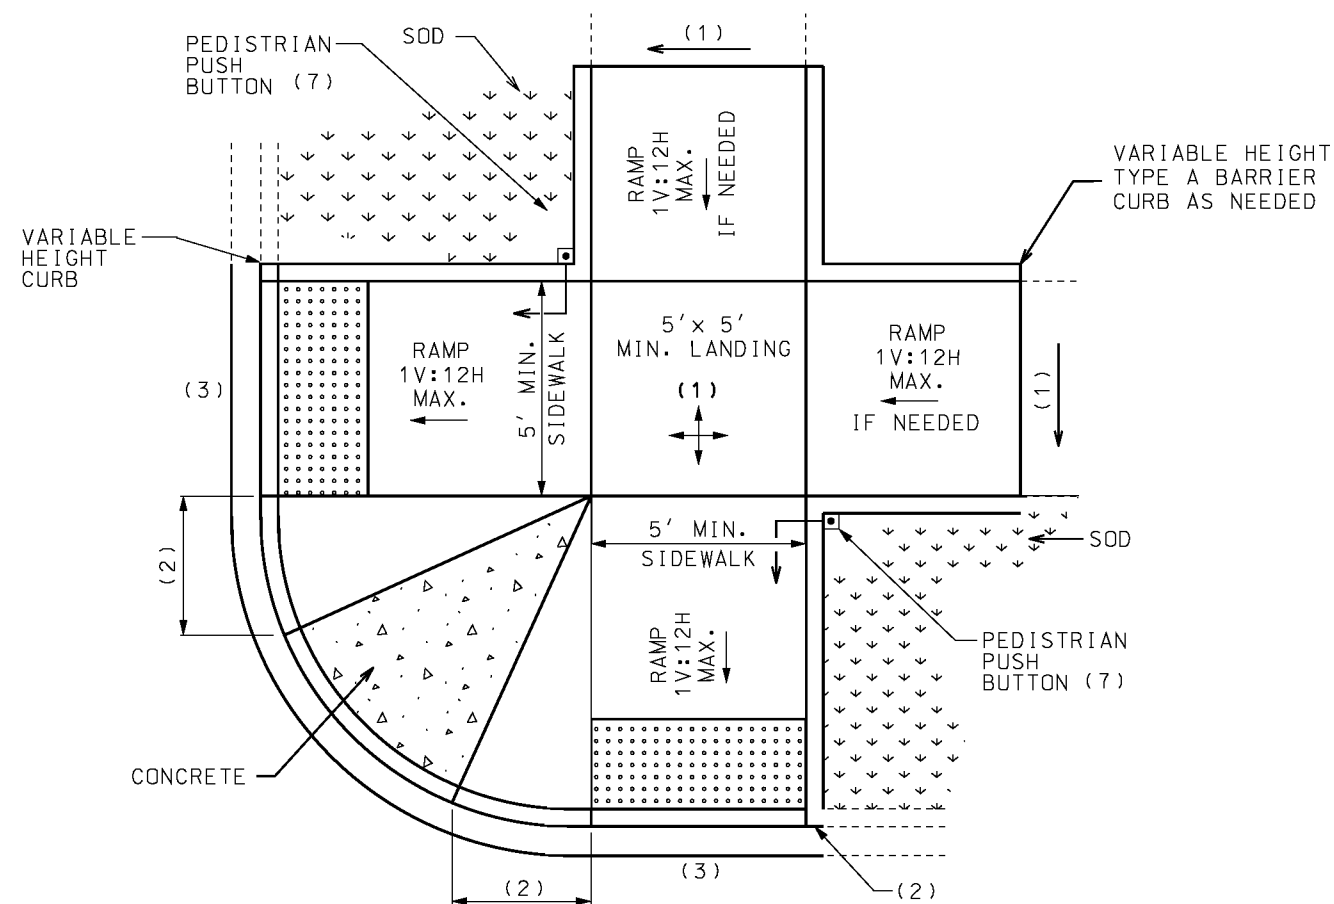 PEDISTRIAN
PUSH
BUTTON (7)
SOD
(1)
VARIABLE HEIGHT
TYPE A BARRIER
CURB AS NEEDED
RAMP
1V:12H
MAX.
IF NEEDED
VARIABLE
HEIGHT
CURB
(3)
RAMP
1V:12H
MAX.
5' MIN.
SIDEWALK
5' x 5'
MIN. LANDING
(1)
RAMP
1V:12H
MAX.
IF NEEDED
(1)
(2)
5' MIN.
SIDEWALK
SOD
RAMP
1V:12H
MAX.
PEDISTRIAN
PUSH
BUTTON (7)
CONCRETE
(3)
(2)
(2)